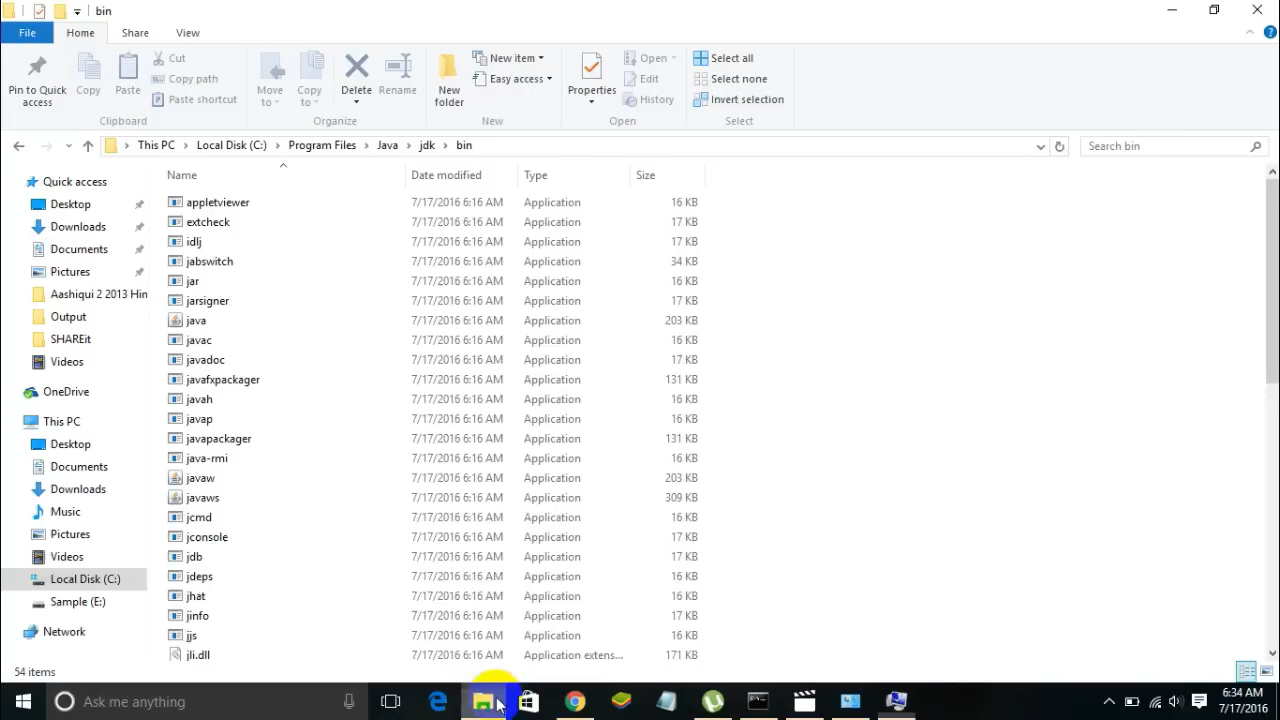 bin
File Home Share View
Pin to Quick access
Copy
Paste
Cut
Copy path
Paste shortcut
Clipboard
Move to
Copy to
Delete
Rename
Organize
New folder
New item
Easy access
New
Properties
Open
Edit
History
Open
Select all
Select none
Invert selection
Select
This PC Local Disk (C:) Program Files Java jdk bin
Search bin
Quick access
Desktop
Downloads
Documents
Pictures
Aashiqui 2 2013 Hin
Output
SHAREit
Videos
OneDrive
This PC
Desktop
Documents
Downloads
Music
Pictures
Videos
Local Disk (C:)
Sample (E:)
Network
Name Date modified Type Size
appletviewer 7/17/2016 6:16 AM Application 16 KB
extcheck 7/17/2016 6:16 AM Application 17 KB
idlj 7/17/2016 6:16 AM Application 17 KB
jabswitch 7/17/2016 6:16 AM Application 34 KB
jar 7/17/2016 6:16 AM Application 16 KB
jarsigner 7/17/2016 6:16 AM Application 17 KB
java 7/17/2016 6:16 AM Application 203 KB
javac 7/17/2016 6:16 AM Application 16 KB
javadoc 7/17/2016 6:16 AM Application 17 KB
javafxpackager 7/17/2016 6:16 AM Application 131 KB
javah 7/17/2016 6:16 AM Application 16 KB
javap 7/17/2016 6:16 AM Application 16 KB
javapackager 7/17/2016 6:16 AM Application 131 KB
java-rmi 7/17/2016 6:16 AM Application 16 KB
javaw 7/17/2016 6:16 AM Application 203 KB
javaws 7/17/2016 6:16 AM Application 309 KB
jcmd 7/17/2016 6:16 AM Application 16 KB
jconsole 7/17/2016 6:16 AM Application 17 KB
jdb 7/17/2016 6:16 AM Application 17 KB
jdeps 7/17/2016 6:16 AM Application 16 KB
jhat 7/17/2016 6:16 AM Application 16 KB
jinfo 7/17/2016 6:16 AM Application 17 KB
jjs 7/17/2016 6:16 AM Application 16 KB
jli.dll 7/17/2016 6:16 AM Application extens... 171 KB
54 items
Ask me anything
6:34 AM
7/17/2016